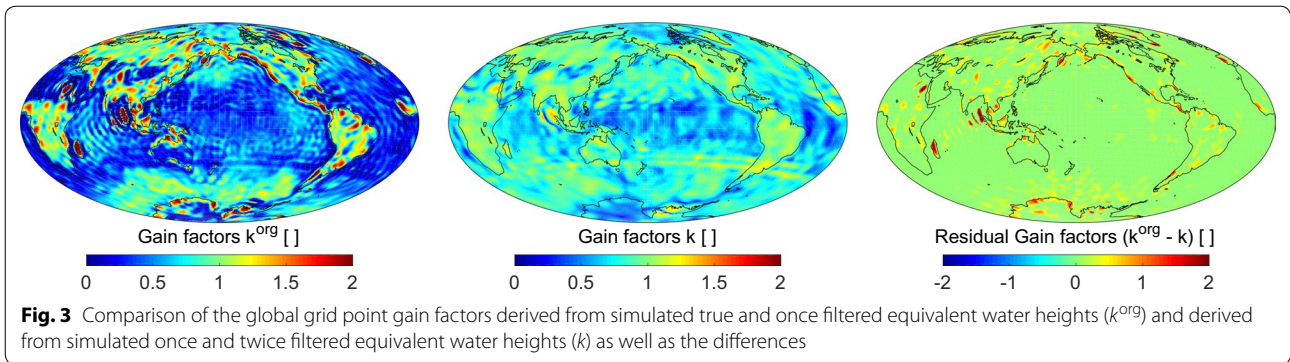 Gain factors k^org [ ]
0 0.5 1 1.5 2
Gain factors k [ ]
0 0.5 1 1.5 2
Residual Gain factors (k^org - k) [ ]
-2 -1 0 1 2
Fig. 3 Comparison of the global grid point gain factors derived from simulated true and once filtered equivalent water heights (k^org) and derived
from simulated once and twice filtered equivalent water heights (k) as well as the differences